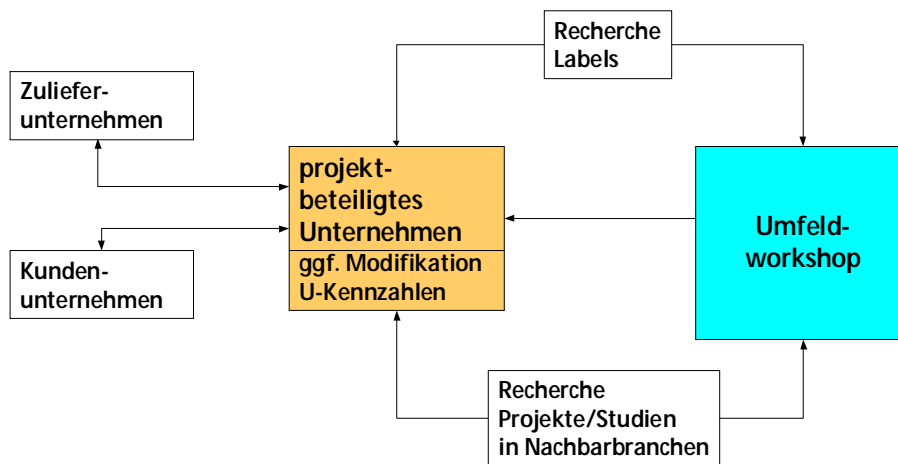 Recherche
Labels
Zuliefer-
unternehmen
projekt-
beteiligtes
Unternehmen
ggf. Modifikation
U-Kennzahlen
Umfeld-
workshop
Kunden-
unternehmen
Recherche
Projekte/Studien
in Nachbarbranchen